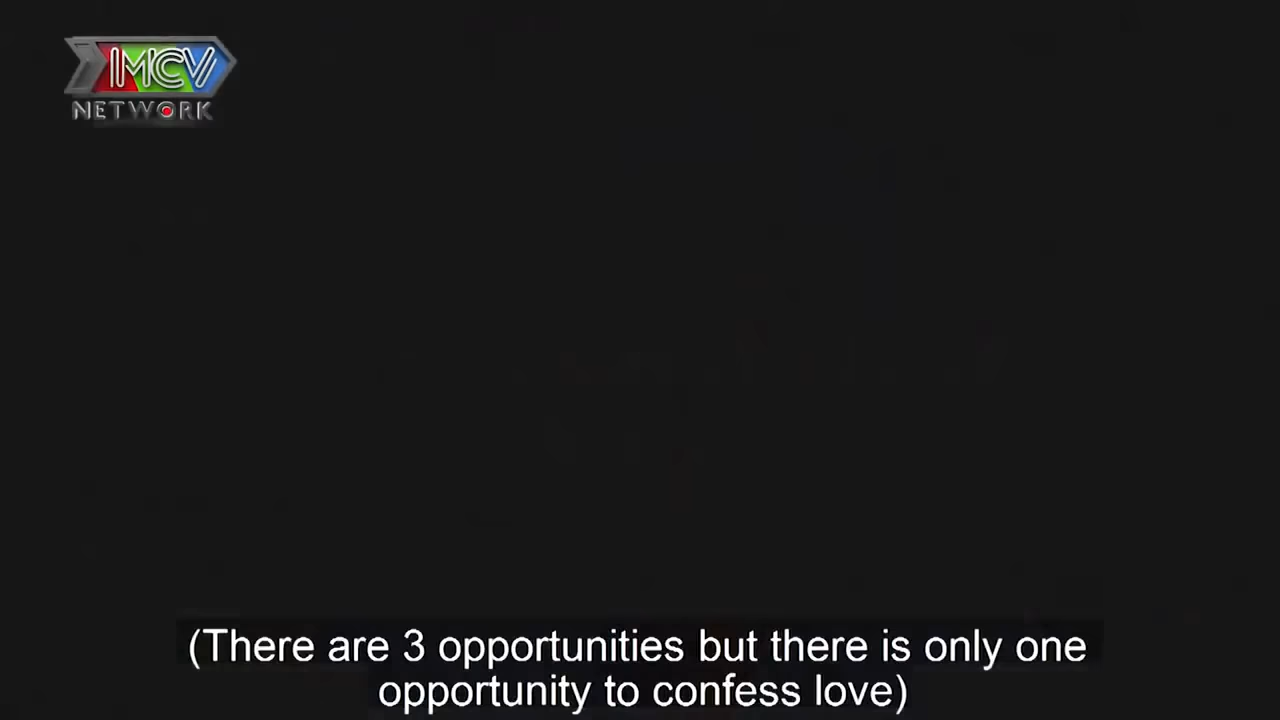 MCV
NETWORK
(There are 3 opportunities but there is only one
opportunity to confess love)